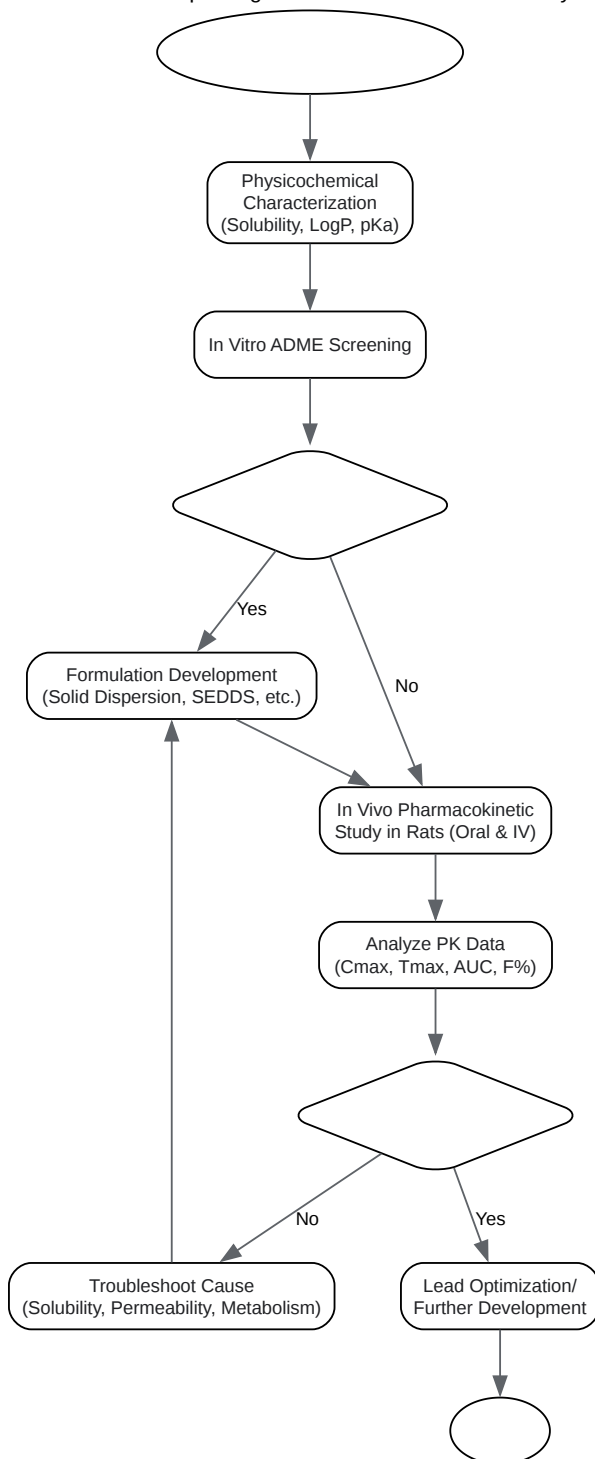 Physicochemical
Characterization
(Solubility, LogP, pKa)
In Vitro ADME Screening
Yes
Formulation Development
(Solid Dispersion, SEDDS, etc.)
No
In Vivo Pharmacokinetic
Study in Rats (Oral & IV)
Analyze PK Data
(Cmax, Tmax, AUC, F%)
No
Yes
Troubleshoot Cause
(Solubility, Permeability, Metabolism)
Lead Optimization/
Further Development